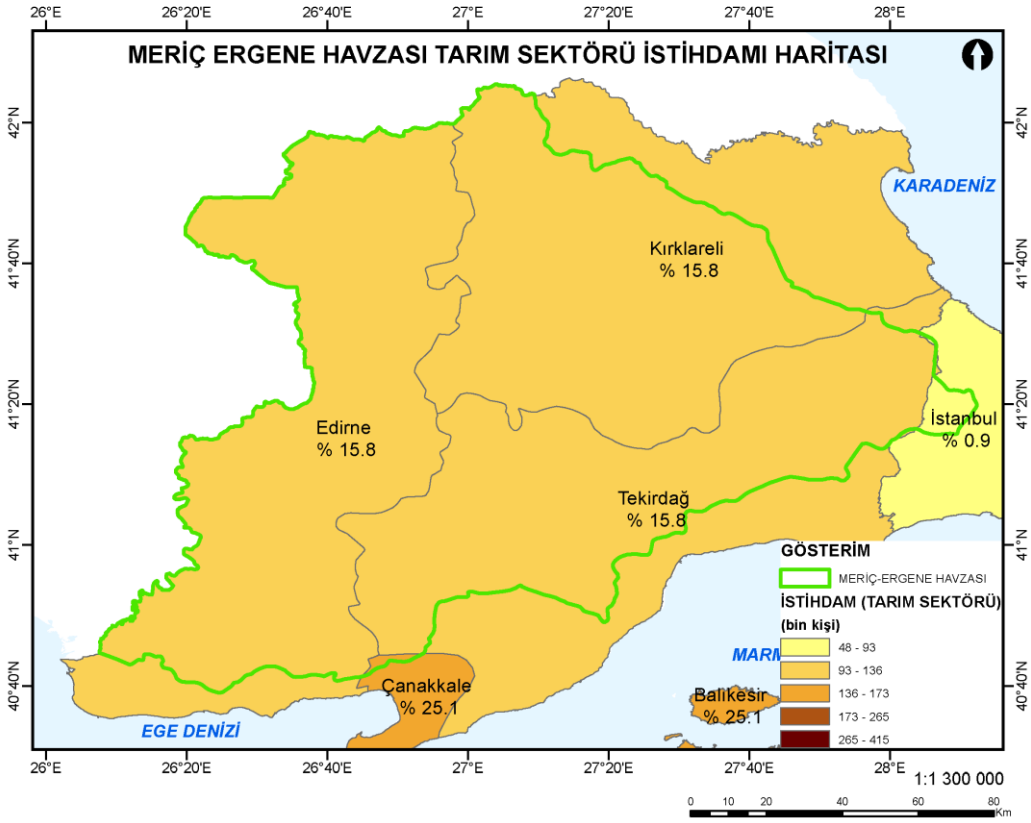 26°E 26°20'E 26°40'E 27°E 27°20'E 27°40'E 28°E
MERİÇ ERGENE HAVZASI TARIM SEKTÖRÜ İSTİHDAMI HARİTASI
42°N 42°N
KARADENİZ
Kırklareli
% 15.8
41°40'N 41°40'N
41°20'N 41°20'N
Edirne
% 15.8
İstanbul
% 0.9
Tekirdağ
% 15.8
41°N 41°N
GÖSTERİM
MERİÇ-ERGENE HAVZASI
İSTİHDAM (TARIM SEKTÖRÜ)
(bin kişi)
48 - 93
MARM
93 - 136
40°40'N 40°40'N
Çanakkale
% 25.1
Balıkesir
% 25.1
136 - 173
173 - 265
EGE DENİZİ
265 - 415
26°E 26°20'E 26°40'E 27°E 27°20'E 27°40'E 28°E
1:1 300 000
0 10 20 40 60 80
Km